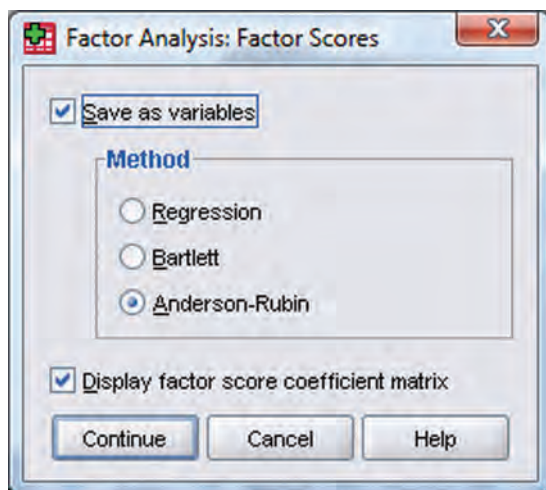 Factor Analysis: Factor Scores
Save as variables
Method
Regression
Bartlett
Anderson-Rubin
Display factor score coefficient matrix
Continue Cancel Help